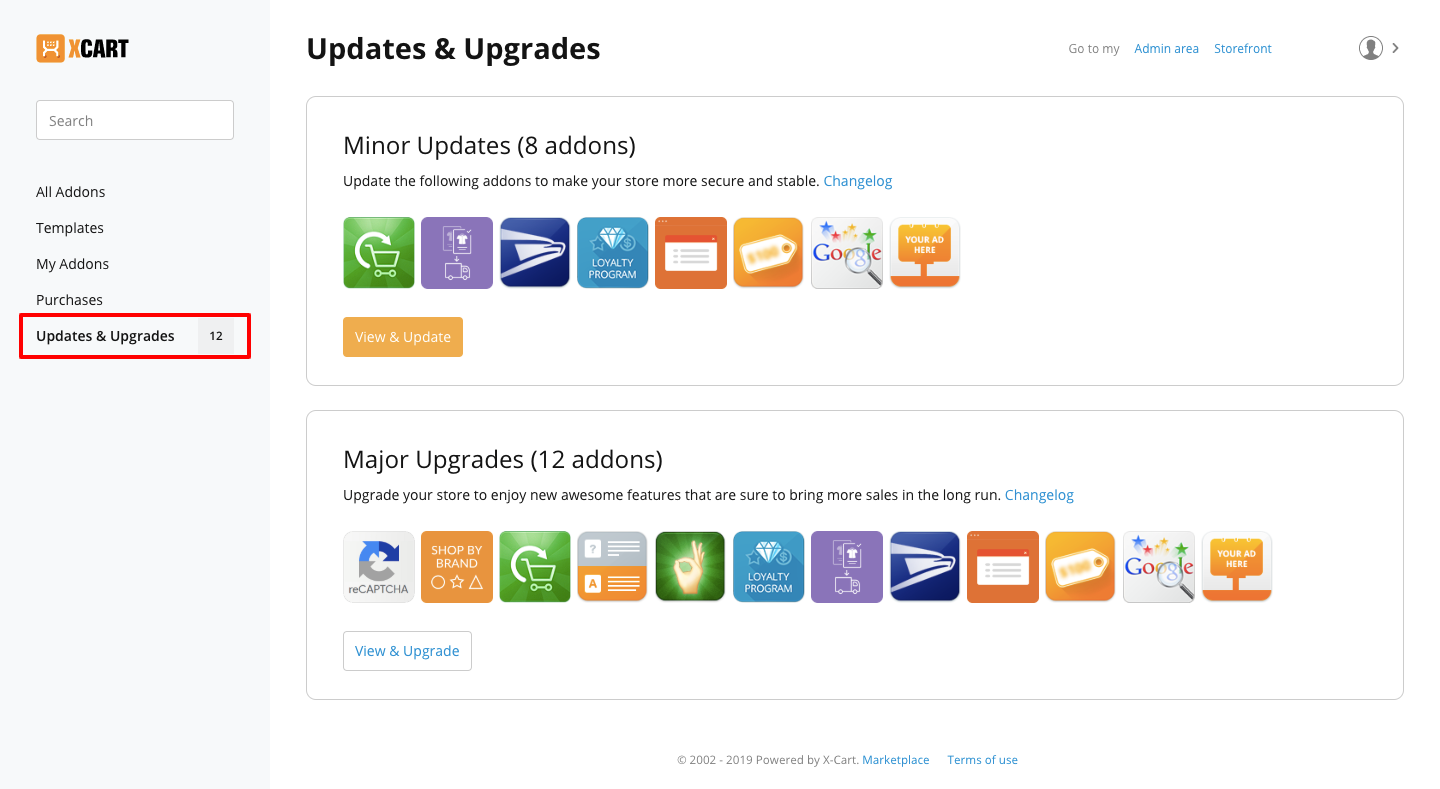 XCART
Search
All Addons
Templates
My Addons
Purchases
Updates & Upgrades 12
Updates & Upgrades
Go to my Admin area Storefront
Minor Updates (8 addons)
Update the following addons to make your store more secure and stable. Changelog
LOYALTY
PROGRAM
$100
Google
YOUR AD
HERE
View & Update
Major Upgrades (12 addons)
Upgrade your store to enjoy new awesome features that are sure to bring more sales in the long run. Changelog
reCAPTCHA
SHOP BY
BRAND
?
A
LOYALTY
PROGRAM
$100
Google
YOUR AD
HERE
View & Upgrade
© 2002 - 2019 Powered by X-Cart. Marketplace Terms of use